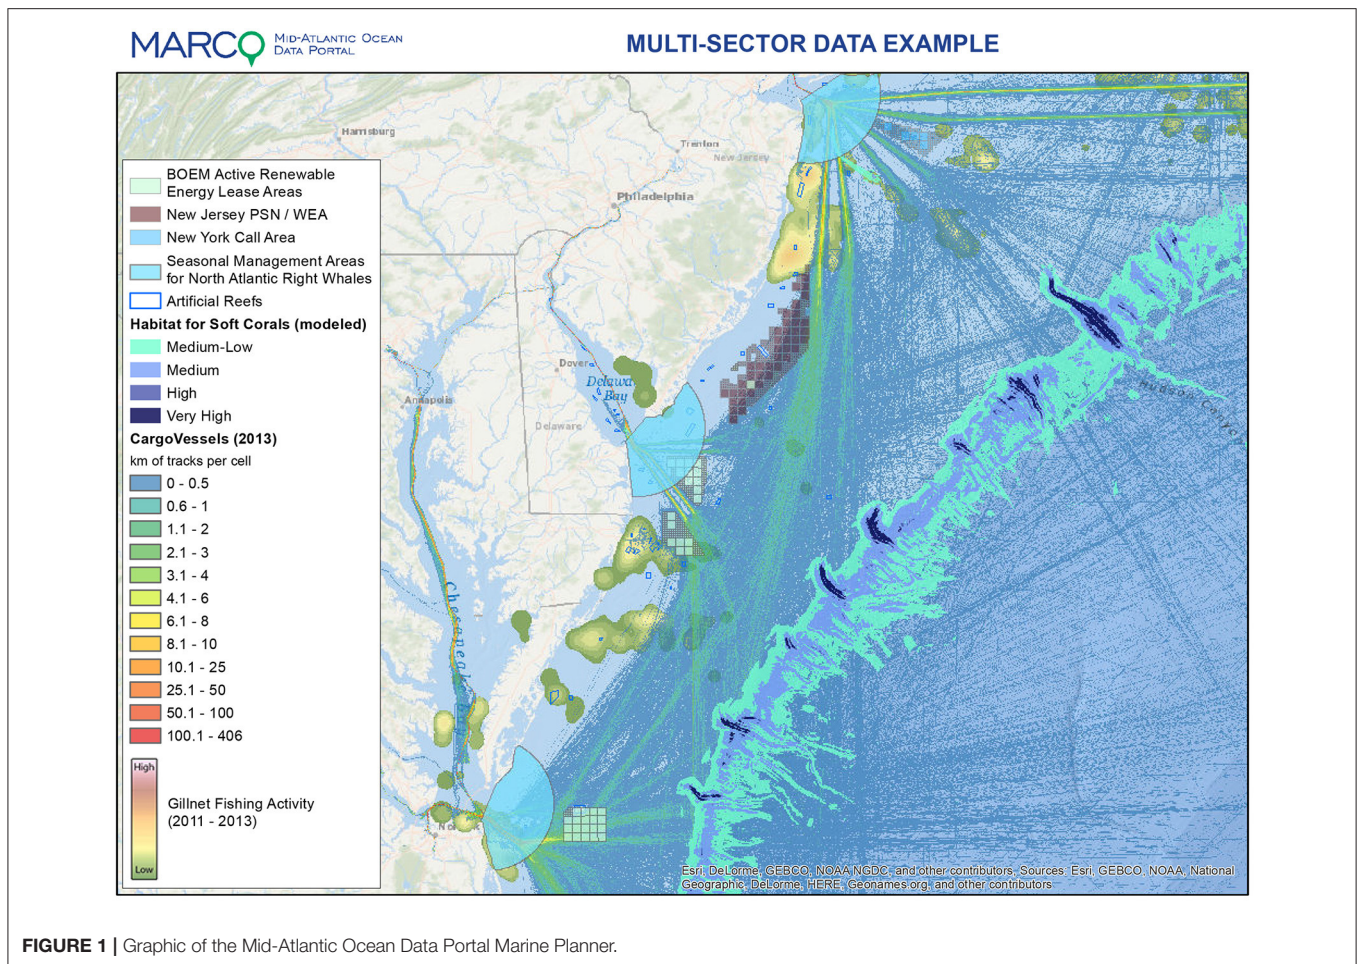 MARCO MID-ATLANTIC OCEAN
DATA PORTAL
MULTI-SECTOR DATA EXAMPLE
Harrisburg
Trenton
New Jersey
Philadelphia
BOEM Active Renewable
Energy Lease Areas
New Jersey PSN / WEA
New York Call Area
Seasonal Management Areas
for North Atlantic Right Whales
Artificial Reefs
Habitat for Soft Corals (modeled)
Medium-Low
Medium
High
Very High
CargoVessels (2013)
km of tracks per cell
0 - 0.5
0.6 - 1
1.1 - 2
2.1 - 3
3.1 - 4
4.1 - 6
6.1 - 8
8.1 - 10
10.1 - 25
25.1 - 50
50.1 - 100
100.1 - 406
High
Gillnet Fishing Activity
(2011 - 2013)
Low
Dover
Delawa
Bay
Annapolis
Delaware
Hudson Canyon
Chesapeak
No
Esri, DeLorme, GEBCO, NOAA NGDC, and other contributors, Sources: Esri, GEBCO, NOAA, National
Geographic, DeLorme, HERE, Geonames.org, and other contributors
FIGURE 1 | Graphic of the Mid-Atlantic Ocean Data Portal Marine Planner.